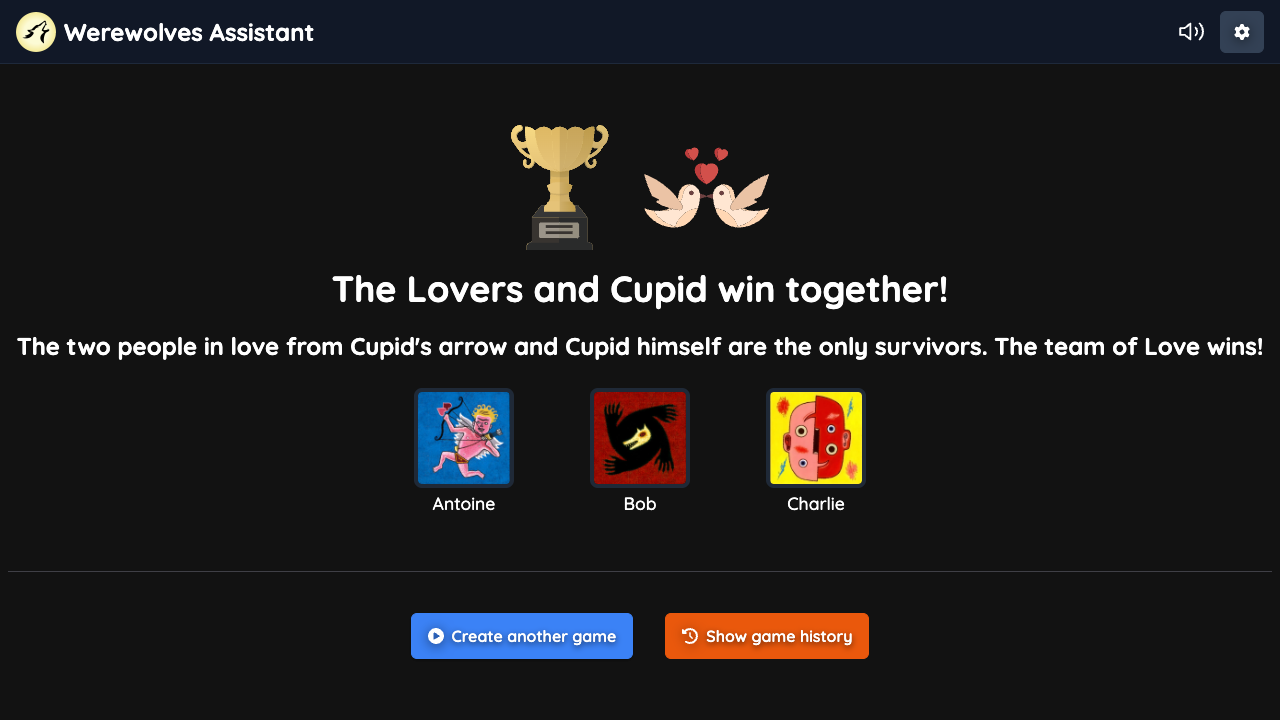 Werewolves Assistant
The Lovers and Cupid win together!
The two people in love from Cupid's arrow and Cupid himself are the only survivors. The team of Love wins!
Antoine
Bob
Charlie
Create another game
Show game history